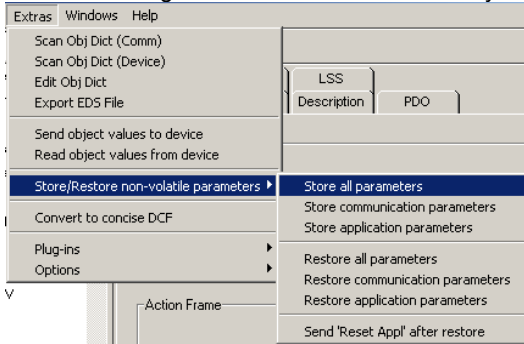 Extras Windows Help
Scan Obj Dict (Comm)
Scan Obj Dict (Device)
Edit Obj Dict
Export EDS File
Send object values to device
Read object values from device
Store/Restore non-volatile parameters
Convert to concise DCF
Plug-ins
Options
LSS
Description PDO
Store all parameters
Store communication parameters
Store application parameters
Restore all parameters
Restore communication parameters
Restore application parameters
Send 'Reset Appl' after restore
Action Frame